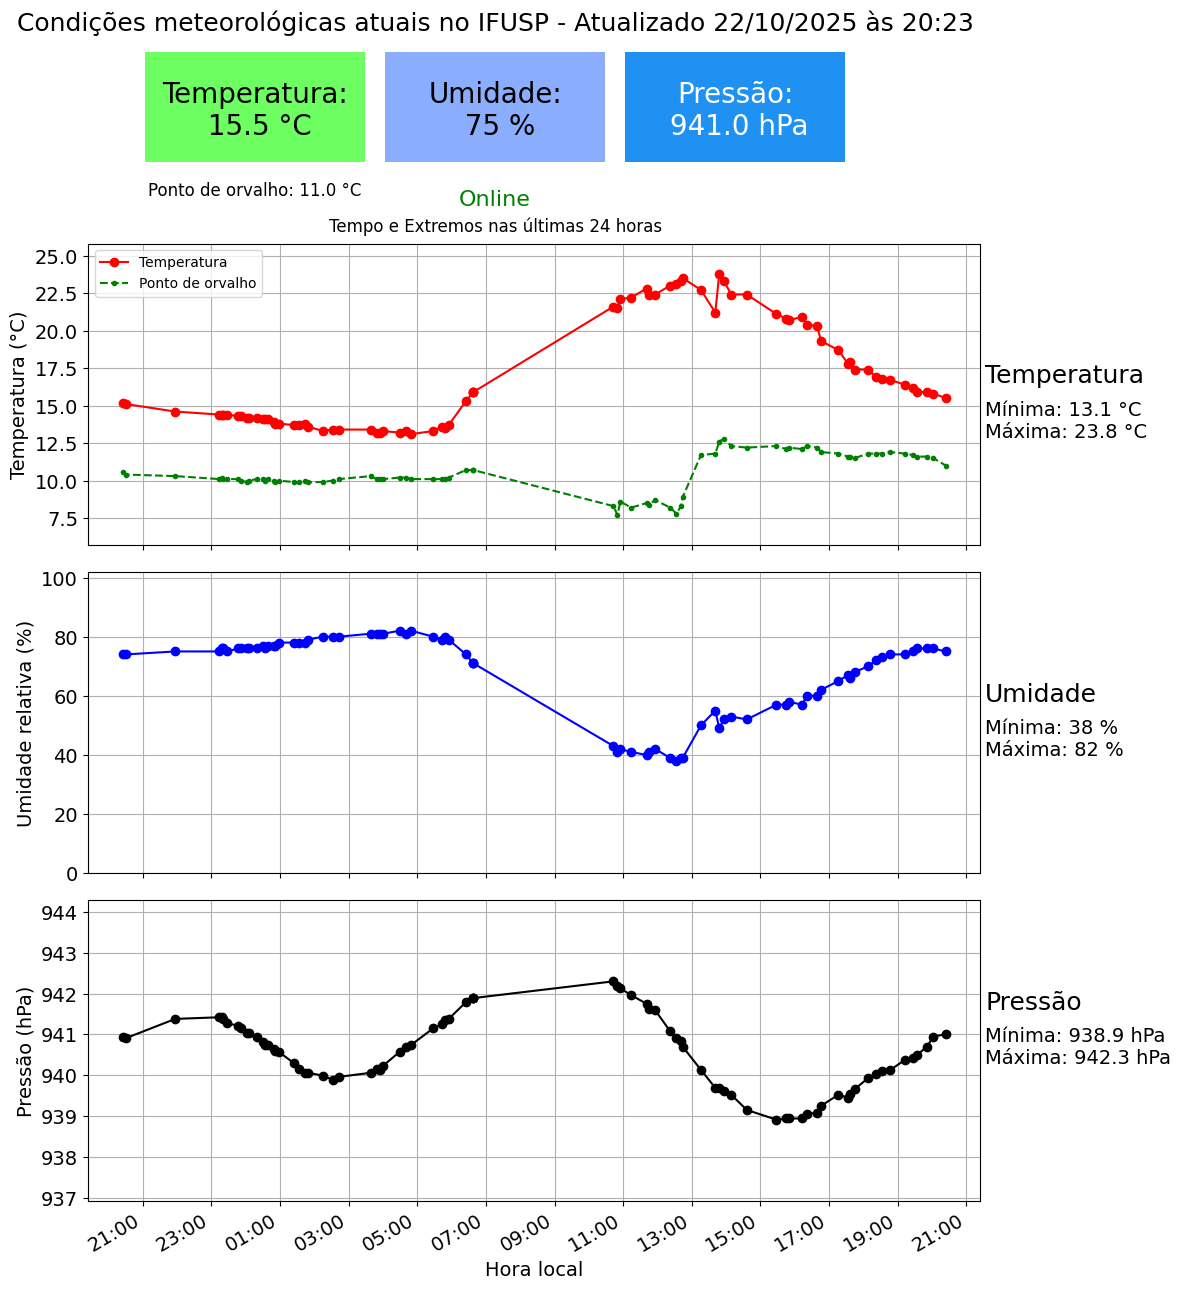 Condições meteorológicas atuais no IFUSP - Atualizado 22/10/2025 às 20:23
Temperatura:
15.5 °C
Umidade:
75 %
Pressão:
941.0 hPa
Ponto de orvalho: 11.0 °C
Online
Tempo e Extremos nas últimas 24 horas
Temperatura
Ponto de orvalho
Temperatura (°C)
25.0
22.5
20.0
17.5
15.0
12.5
10.0
7.5
Temperatura
Mínima: 13.1 °C
Máxima: 23.8 °C
Umidade relativa (%)
100
80
60
40
20
0
Umidade
Mínima: 38 %
Máxima: 82 %
Pressão (hPa)
944
943
942
941
940
939
938
937
Pressão
Mínima: 938.9 hPa
Máxima: 942.3 hPa
21:00
23:00
01:00
03:00
05:00
07:00
09:00
11:00
13:00
15:00
17:00
19:00
21:00
Hora local